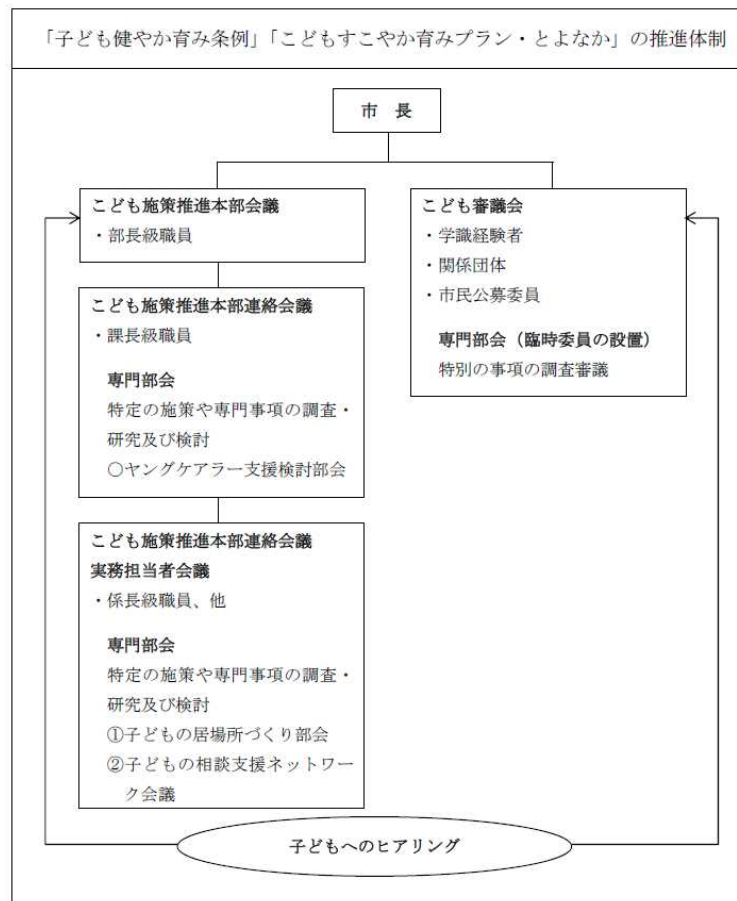 「子ども健やか育み条例」「こどもすこやか育みプラン・とよなか」の推進体制
市　長
こども施策推進本部会議
・部長級職員
こども施策推進本部連絡会議
・課長級職員
専門部会
特定の施策や専門事項の調査・
研究及び検討
〇ヤングケアラー支援検討部会
こども施策推進本部連絡会議
実務担当者会議
・係長級職員、他
専門部会
特定の施策や専門事項の調査・
研究及び検討
①子どもの居場所づくり部会
②子どもの相談支援ネットワー
ク会議
こども審議会
・学識経験者
・関係団体
・市民公募委員
専門部会（臨時委員の設置）
特別の事項の調査審議
子どもへのヒアリング